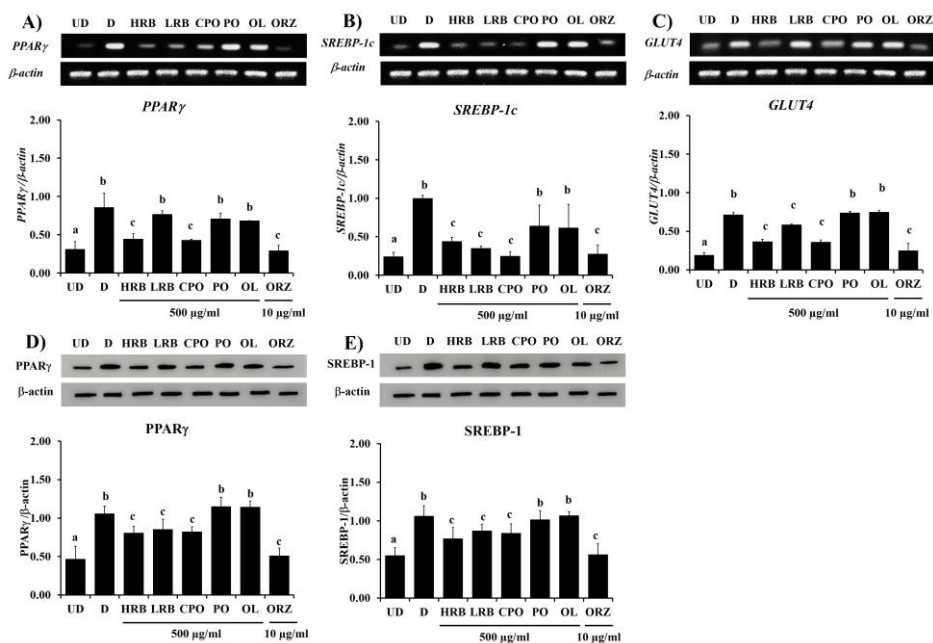 A) UD D HRB LRB CPO PO OL ORZ
PPARγ
β-actin
PPARγ
2.00
1.50
1.00
0.50
0.00
PPARγ/β-actin
a b c b c b b c
UD D HRB LRB CPO PO OL ORZ
500 µg/ml 10 µg/ml
B) UD D HRB LRB CPO PO OL ORZ
SREBP-1c
β-actin
SREBP-1c
2.00
1.50
1.00
0.50
0.00
SREBP-1c/β-actin
a b c c c b b c
UD D HRB LRB CPO PO OL ORZ
500 µg/ml 10 µg/ml
C) UD D HRB LRB CPO PO OL ORZ
GLUT4
β-actin
GLUT4
2.00
1.50
1.00
0.50
0.00
GLUT4/β-actin
a b c c c b b c
UD D HRB LRB CPO PO OL ORZ
500 µg/ml 10 µg/ml
D) UD D HRB LRB CPO PO OL ORZ
PPARγ
β-actin
PPARγ
2.00
1.50
1.00
0.50
0.00
PPARγ/β-actin
a b c c c b b c
UD D HRB LRB CPO PO OL ORZ
500 µg/ml 10 µg/ml
E) UD D HRB LRB CPO PO OL ORZ
SREBP-1
β-actin
SREBP-1
2.00
1.50
1.00
0.50
0.00
SREBP-1/β-actin
a b c c c b b c
UD D HRB LRB CPO PO OL ORZ
500 µg/ml 10 µg/ml